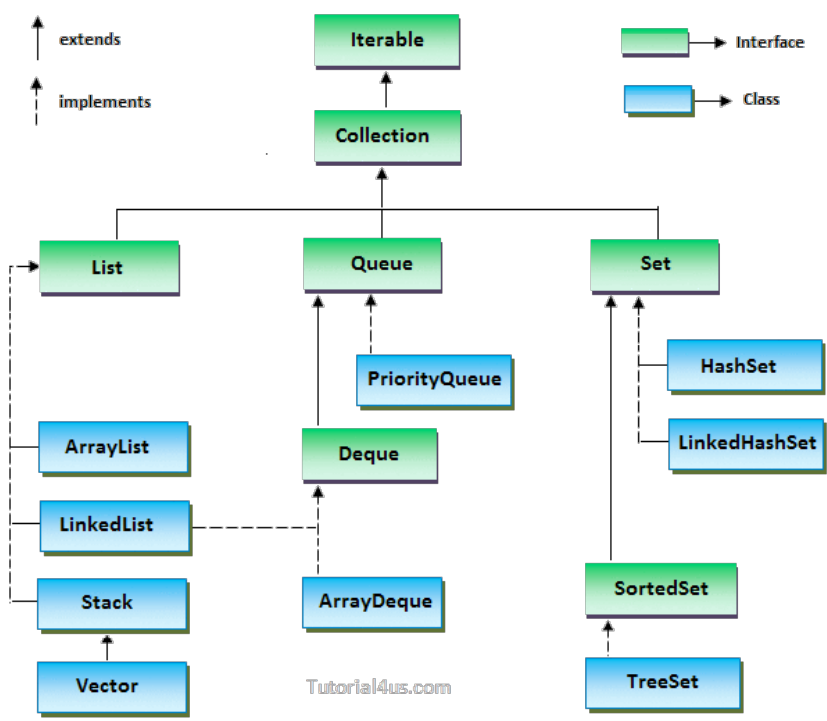 extends
implements
Iterable
Interface
Class
Collection
List
Queue
Set
PriorityQueue
HashSet
ArrayList
Deque
LinkedHashSet
LinkedList
Stack
ArrayDeque
SortedSet
Vector
Tutorial4us.com
TreeSet